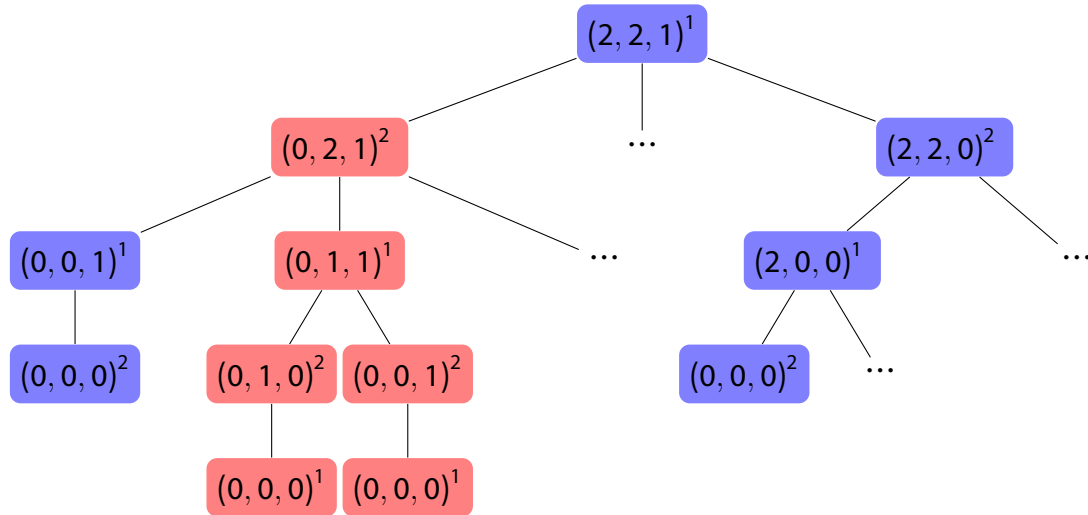 (2, 2, 1)¹
(0, 2, 1)² ... (2, 2, 0)²
(0, 0, 1)¹ (0, 1, 1)¹ ... (2, 0, 0)¹ ...
(0, 0, 0)² (0, 1, 0)² (0, 0, 1)² (0, 0, 0)² ...
(0, 0, 0)¹ (0, 0, 0)¹